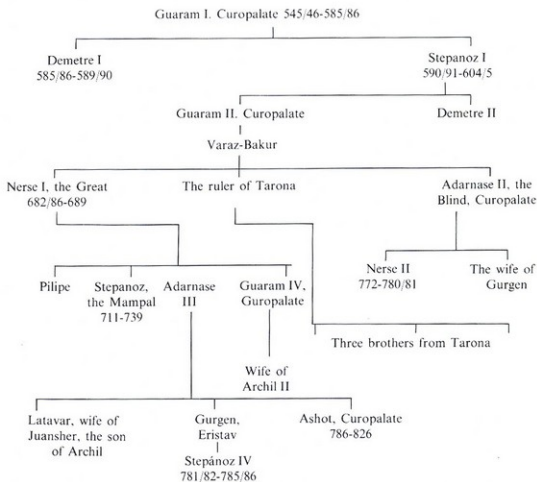 Guaram I. Curopalate 545/46-585/86
Demetre I
585/86-589/90
Stepanoz I
590/91-604/5
Guaram II. Curopalate
Demetre II
Varaz-Bakur
Nerse I, the Great
682/86-689
The ruler of Tarona
Adarnase II, the
Blind, Curopalate
Pilipe
Stepanoz,
the Mampal
711-739
Adarnase
III
Guaram IV,
Guropalate
Nerse II
772-780/81
The wife of
Gurgen
Three brothers from Tarona
Wife of
Archil II
Latavar, wife of
Juansher, the son
of Archil
Gurgen,
Eristav
Stepánoz IV
781/82-785/86
Ashot, Curopalate
786-826